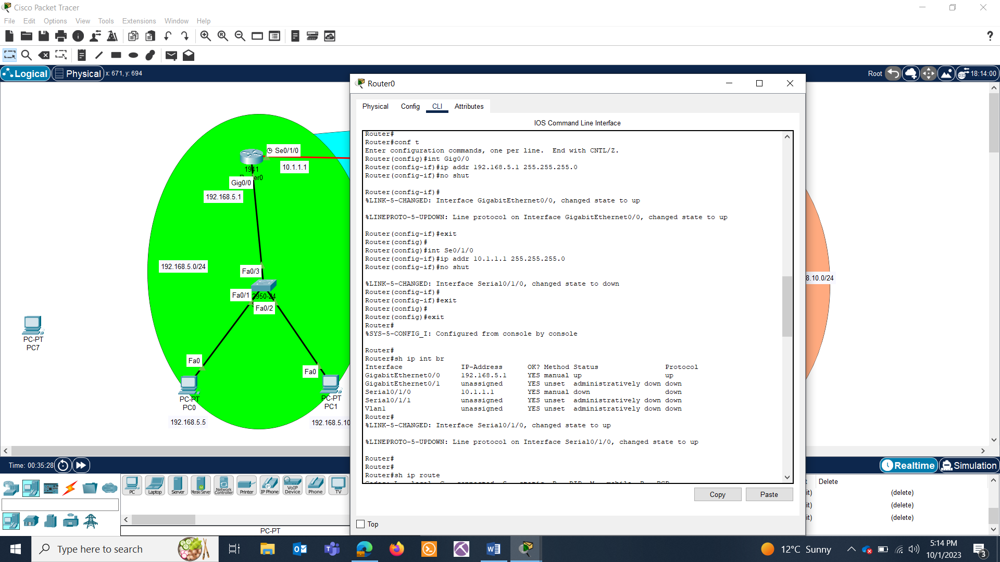 Cisco Packet Tracer
File Edit Options View Tools Extensions Window Help
Logical Physical x: 671, y: 694
Root 18:14:00
Se0/1/0
10.1.1.1
1941
Gig0/0
192.168.5.1
192.168.5.0/24
Fa0/3
Fa0/1
2950-24
Fa0/2
PC-PT
PC7
Fa0
Fa0
PC-PT
PC0
192.168.5.5
PC-PT
PC1
192.168.5.10
8.10.0/24
Router0
Physical Config CLI Attributes
IOS Command Line Interface
Router#
Router#conf t
Enter configuration commands, one per line.  End with CNTL/Z.
Router(config)#int Gig0/0
Router(config-if)#ip addr 192.168.5.1 255.255.255.0
Router(config-if)#no shut
Router(config-if)#
%LINK-5-CHANGED: Interface GigabitEthernet0/0, changed state to up
%LINEPROTO-5-UPDOWN: Line protocol on Interface GigabitEthernet0/0, changed state to up
Router(config-if)#exit
Router(config)#
Router(config)#int Se0/1/0
Router(config-if)#ip addr 10.1.1.1 255.255.255.0
Router(config-if)#no shut
%LINK-5-CHANGED: Interface Serial0/1/0, changed state to down
Router(config-if)#
Router(config-if)#exit
Router(config)#
Router(config)#exit
Router#
%SYS-5-CONFIG_I: Configured from console by console
Router#
Router#sh ip int br
Interface IP-Address OK? Method Status Protocol
GigabitEthernet0/0 192.168.5.1 YES manual up up
GigabitEthernet0/1 unassigned YES unset administratively down down
Serial0/1/0 10.1.1.1 YES manual down down
Serial0/1/1 unassigned YES unset administratively down down
Vlan1 unassigned YES unset administratively down down
Router#
%LINK-5-CHANGED: Interface Serial0/1/0, changed state to up
%LINEPROTO-5-UPDOWN: Line protocol on Interface Serial0/1/0, changed state to up
Router#
Router#
Router#sh ip route
Copy Paste
Top
Time: 00:35:28
Realtime Simulation
PC Laptop Server Meraki Server Network Controller Printer IP Phone VoIP Device Phone TV
PC-PT
Delete
(delete)
(delete)
(delete)
Type here to search
12°C Sunny
5:14 PM
10/1/2023
3